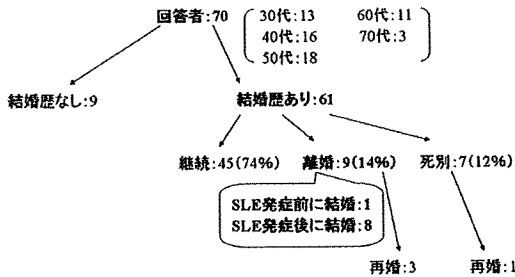 回答者:70
30代:13 60代:11
40代:16 70代:3
50代:18
結婚歴なし:9 結婚歴あり:61
継続:45(74%) 離婚:9(14%) 死別:7(12%)
SLE発症前に結婚:1
SLE発症後に結婚:8
再婚:3 再婚:1